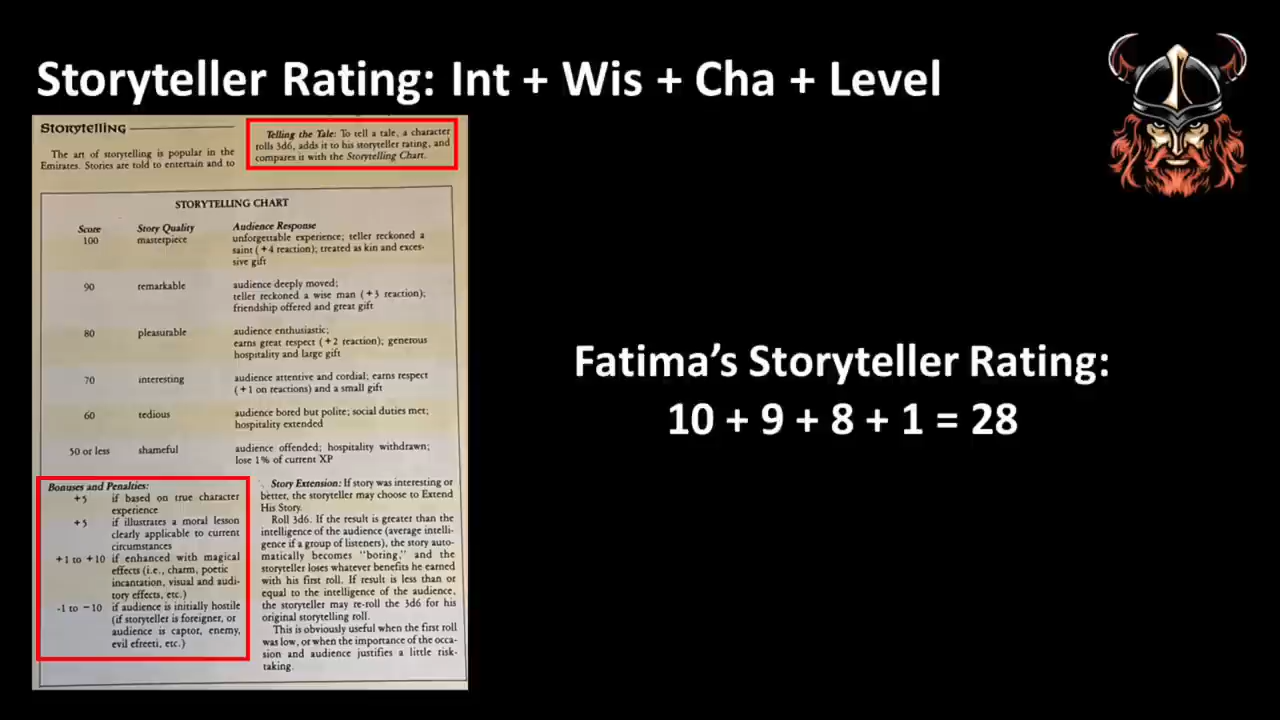 Storyteller Rating: Int + Wis + Cha + Level
Storytelling
The art of storytelling is popular in the
Emirates. Stories are told to entertain and to
Telling the Tale: To tell a tale, a character
rolls 3d6, adds it to his storyteller rating, and
compares it with the Storytelling Chart.
STORYTELLING CHART
Score Story Quality Audience Response
100 masterpiece unforgettable experience; teller reckoned a
saint (+4 reaction); treated as kin and exces-
sive gift
90 remarkable audience deeply moved;
teller reckoned a wise man (+3 reaction);
friendship offered and great gift
80 pleasurable audience enthusiastic;
earns great respect (+2 reaction); generous
hospitality and large gift
70 interesting audience attentive and cordial; earns respect
(+1 on reactions) and a small gift
60 tedious audience bored but polite; social duties met;
hospitality extended
50 or less shameful audience offended; hospitality withdrawn;
lose 1% of current XP
Bonuses and Penalties:
+5 if based on true character
experience
+5 if illustrates a moral lesson
clearly applicable to current
circumstances
+1 to +10 if enhanced with magical
effects (i.e., charm, poetic
incantation, visual and audi-
tory effects, etc.)
-1 to -10 if audience is initially hostile
(if storyteller is foreigner, or
audience is captor, enemy,
evil efreeti, etc.)
Story Extension: If story was interesting or
better, the storyteller may choose to Extend
His Story.
Roll 3d6. If the result is greater than the
intelligence of the audience (average intelli-
gence if a group of listeners), the story auto-
matically becomes "boring," and the
storyteller loses whatever benefits he earned
with his first roll. If result is less than or
equal to the intelligence of the audience,
the storyteller may re-roll the 3d6 for his
original storytelling roll.
This is obviously useful when the first roll
was low, or when the importance of the occa-
sion and audience justifies a little risk-
taking.
Fatima's Storyteller Rating:
10 + 9 + 8 + 1 = 28